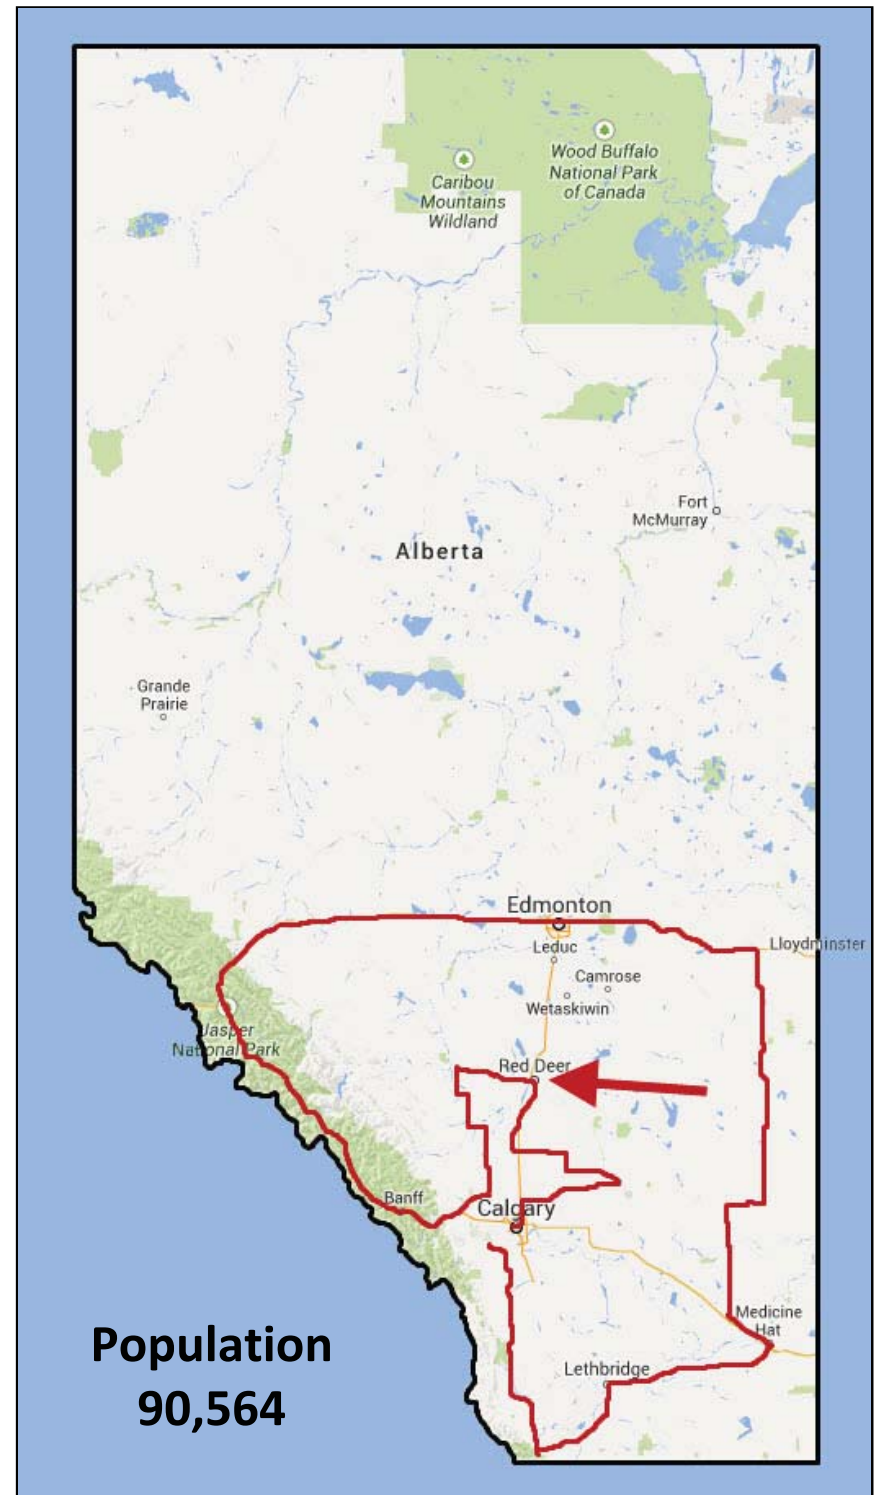 Wood Buffalo
National Park
of Canada
Caribou
Mountains
Wildland
Fort
McMurray
Alberta
Grande
Prairie
Edmonton
Lloydminster
Leduc
Camrose
Wetaskiwin
Jasper
National Park
Red Deer
Banff
Calgary
Medicine
Hat
Lethbridge
Population
90,564